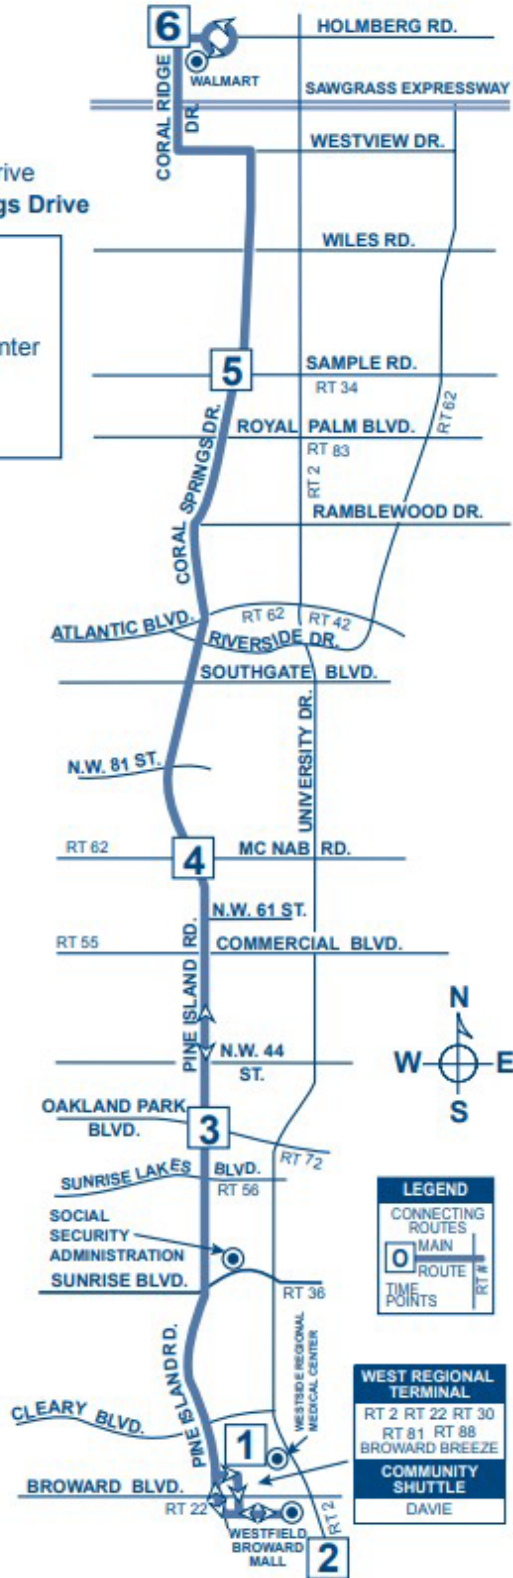 6
HOLMBERG RD.
WALMART
CORAL RIDGE
DR.
SAWGRASS EXPRESSWAY
WESTVIEW DR.
rive
gs Drive
WILES RD.
nter
5
SAMPLE RD.
RT 34
RT 62
CORAL SPRINGS DR.
ROYAL PALM BLVD.
RT 83
RT 2
RAMBLEWOOD DR.
ATLANTIC BLVD.
RT 62
RT 42
RIVERSIDE DR.
SOUTHGATE BLVD.
UNIVERSITY DR.
N.W. 81 ST.
RT 62
4
MC NAB RD.
N.W. 61 ST.
PINE ISLAND RD.
RT 55
COMMERCIAL BLVD.
N
W
E
S
N.W. 44
ST.
OAKLAND PARK
BLVD.
3
RT 72
SUNRISE LAKES BLVD.
RT 56
SOCIAL
SECURITY
ADMINISTRATION
SUNRISE BLVD.
RT 36
LEGEND
CONNECTING
ROUTES
0
MAIN
ROUTE
TIME
POINTS
RT #
PINE ISLAND RD.
WESTSIDE REGIONAL
MEDICAL CENTER
CLEARY BLVD.
1
WEST REGIONAL
TERMINAL
RT 2 RT 22 RT 30
RT 81 RT 88
BROWARD BREEZE
COMMUNITY
SHUTTLE
DAVIE
BROWARD BLVD.
RT 22
RT 2
WESTFIELD
BROWARD
MALL
2